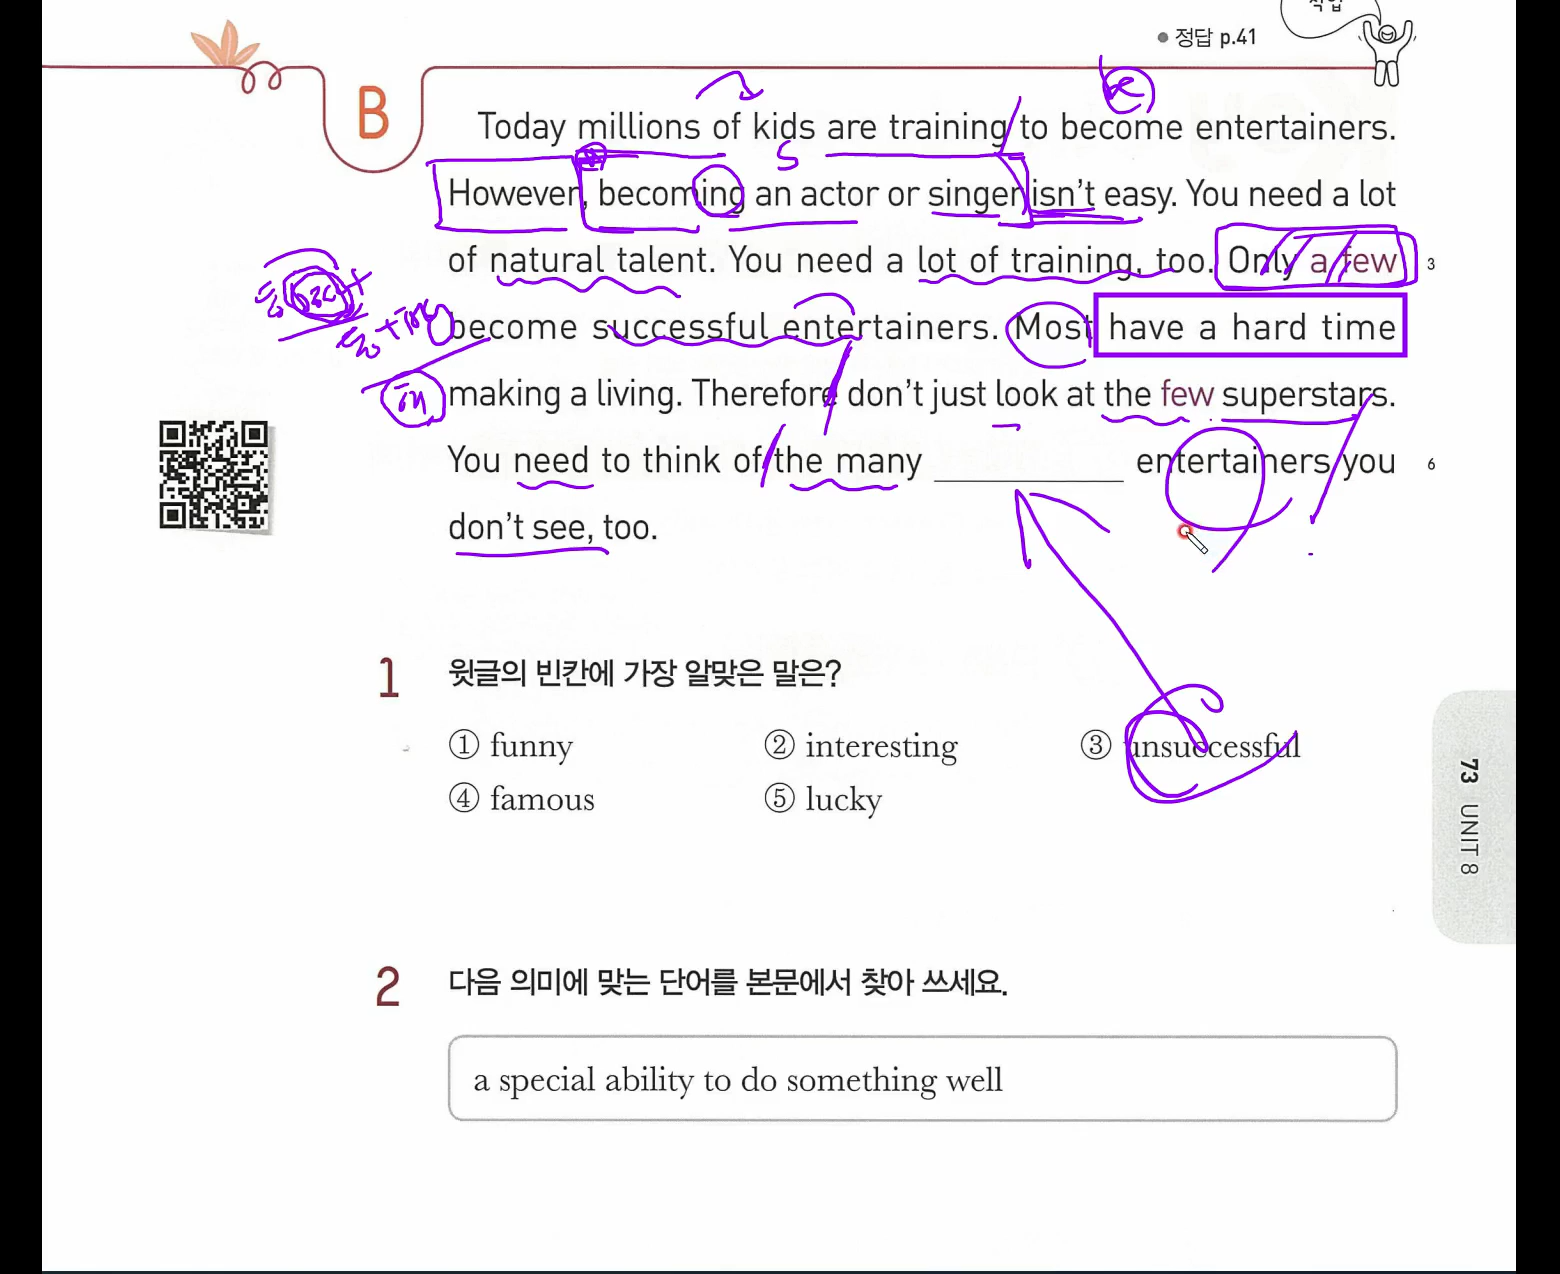 ● 정답 p.41
B
Today millions of kids are training to become entertainers.
However, becoming an actor or singer isn't easy. You need a lot
of natural talent. You need a lot of training, too. Only a few 3
become successful entertainers. Most have a hard time
making a living. Therefore don't just look at the few superstars.
You need to think of the many ____________ entertainers you 6
don't see, too.
S
1 윗글의 빈칸에 가장 알맞은 말은?
① funny ② interesting ③ unsuccessful
④ famous ⑤ lucky
73 UNIT 8
2 다음 의미에 맞는 단어를 본문에서 찾아 쓰세요.
a special ability to do something well